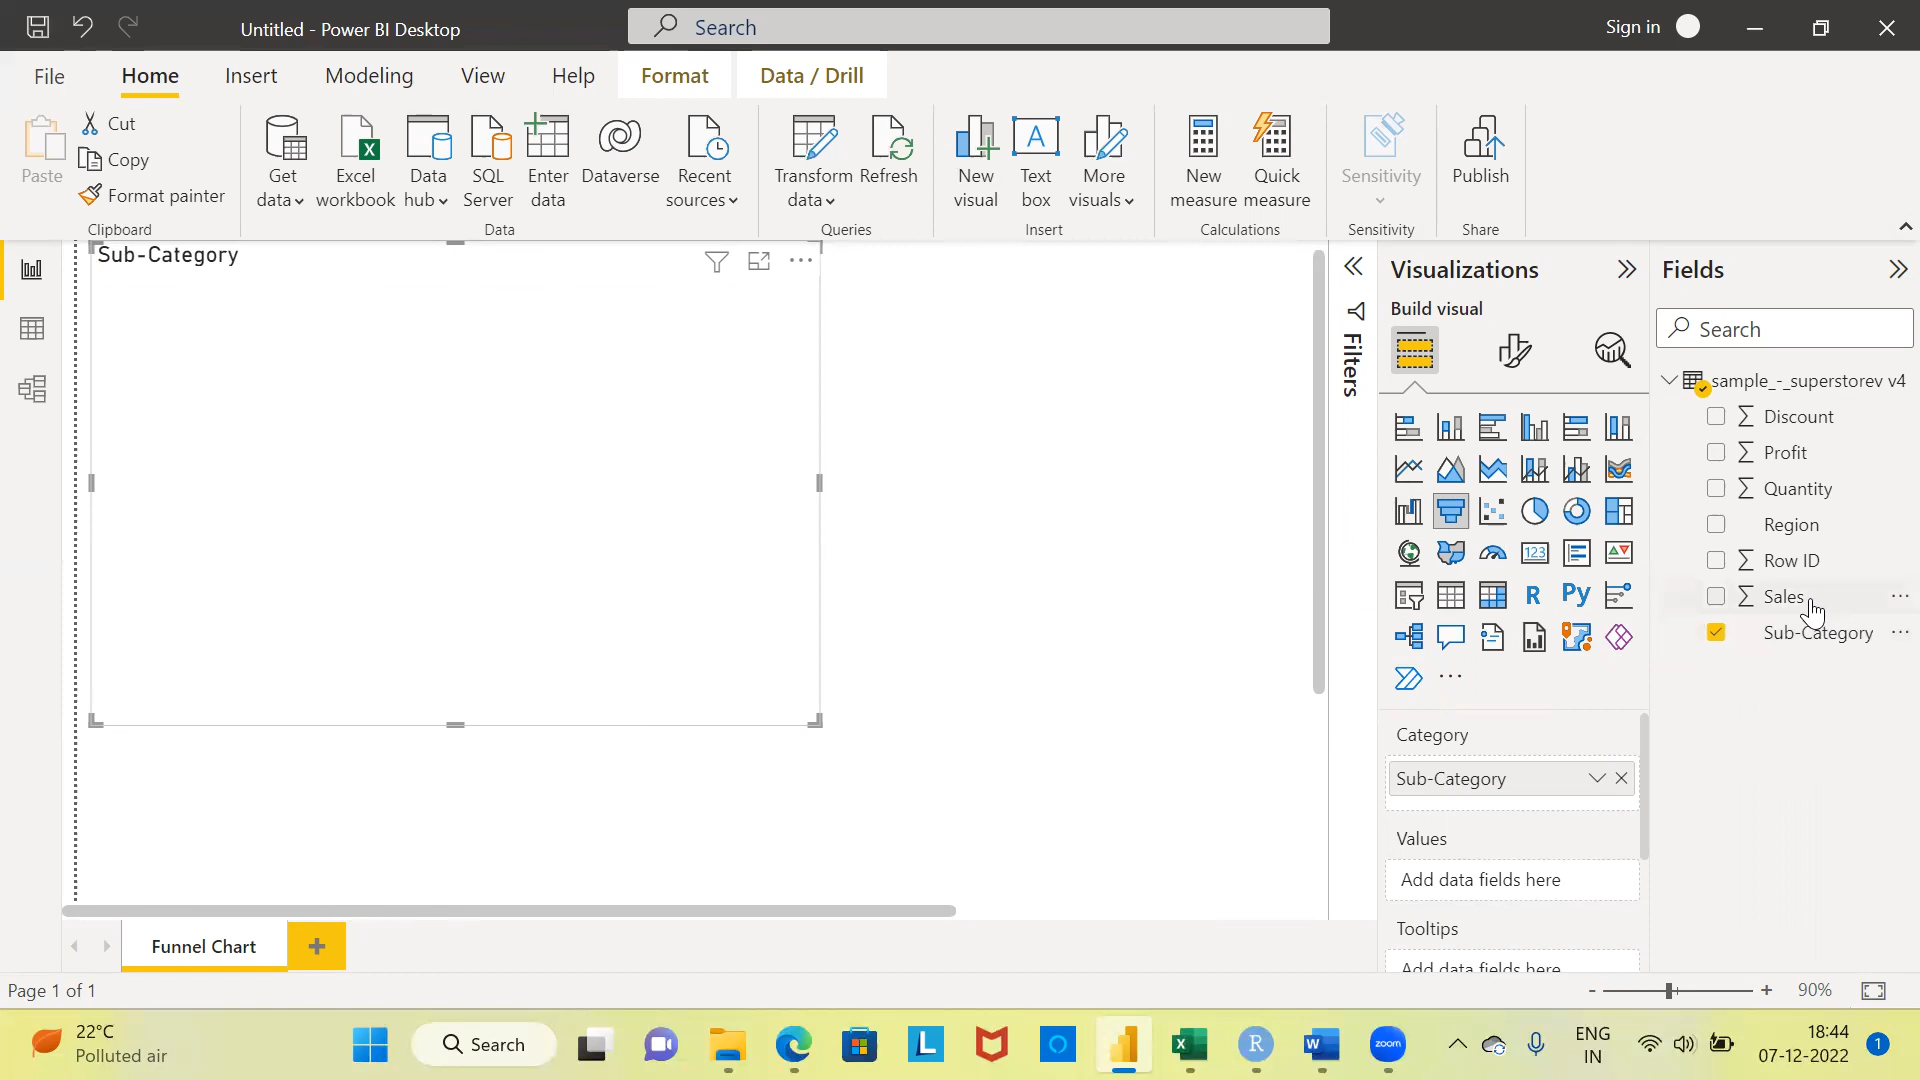 Untitled - Power BI Desktop
Search
Sign in
File
Home
Insert
Modeling
View
Help
Format
Data / Drill
Paste
Cut
Copy
Format painter
Clipboard
Get data
Excel workbook
Data hub
SQL Server
Enter data
Dataverse
Recent sources
Data
Transform data
Refresh
Queries
New visual
Text box
More visuals
Insert
New measure
Quick measure
Calculations
Sensitivity
Sensitivity
Publish
Share
Sub-Category
Filters
Visualizations
Build visual
123
R
Py
Category
Sub-Category
Values
Add data fields here
Tooltips
Add data fields here
Fields
Search
sample_-_superstorev v4
Discount
Profit
Quantity
Region
Row ID
Sales
Sub-Category
Funnel Chart
Page 1 of 1
90%
22°C
Polluted air
Search
zoom
ENG
IN
18:44
07-12-2022
1